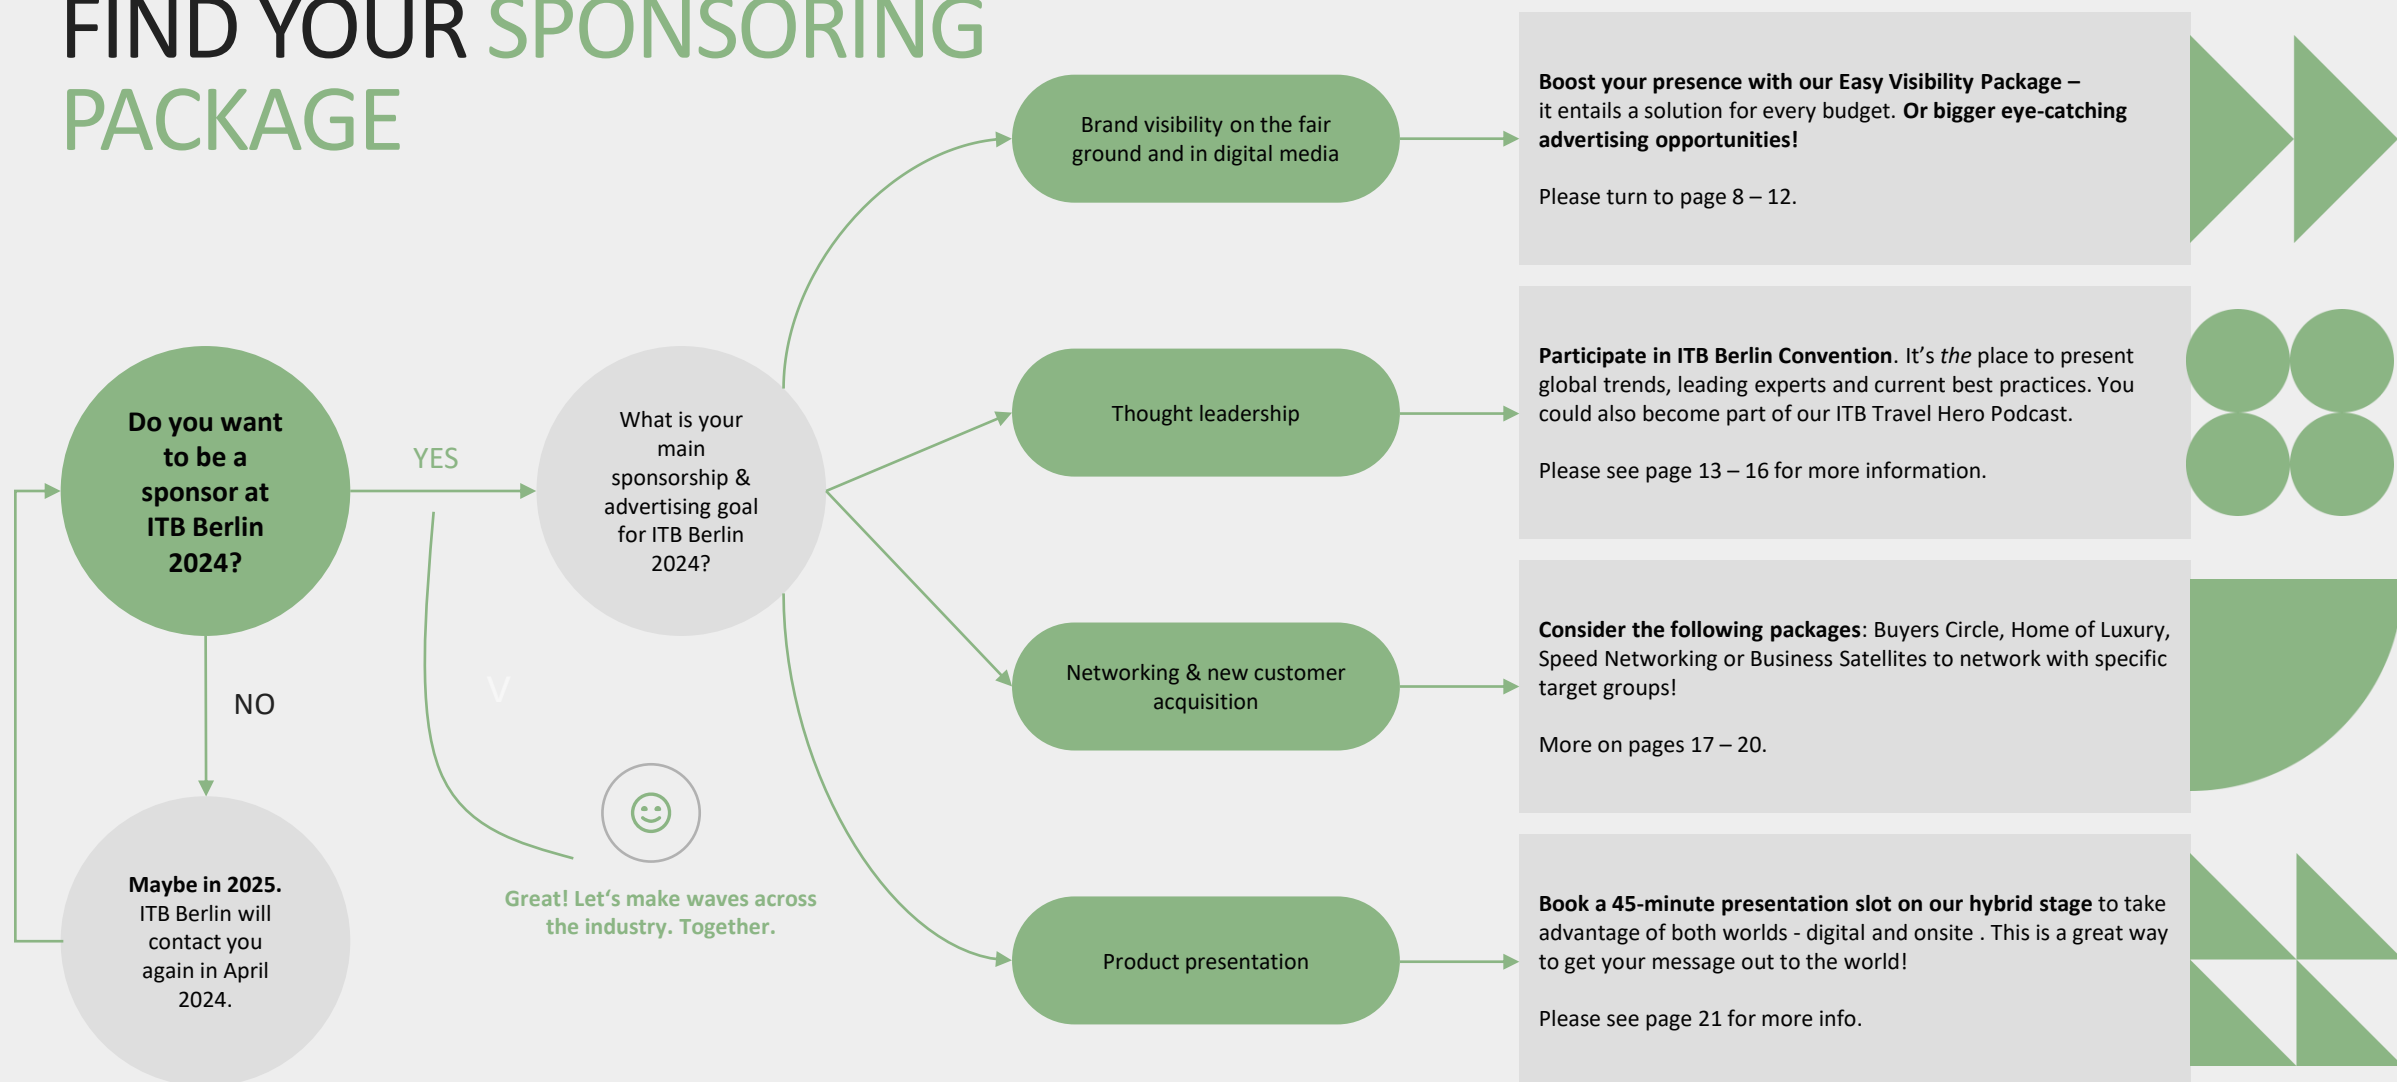 FIND YOUR SPONSORING
PACKAGE
Do you want
to be a
sponsor at
ITB Berlin
2024?
YES
NO
Maybe in 2025.
ITB Berlin will
contact you
again in April
2024.
What is your
main
sponsorship &
advertising goal
for ITB Berlin
2024?
V
Great! Let‘s make waves across
the industry. Together.
Brand visibility on the fair
ground and in digital media
Boost your presence with our Easy Visibility Package –
it entails a solution for every budget. Or bigger eye-catching
advertising opportunities!
Please turn to page 8 – 12.
Thought leadership
Participate in ITB Berlin Convention. It’s the place to present
global trends, leading experts and current best practices. You
could also become part of our ITB Travel Hero Podcast.
Please see page 13 – 16 for more information.
Networking & new customer
acquisition
Consider the following packages: Buyers Circle, Home of Luxury,
Speed Networking or Business Satellites to network with specific
target groups!
More on pages 17 – 20.
Product presentation
Book a 45-minute presentation slot on our hybrid stage to take
advantage of both worlds - digital and onsite . This is a great way
to get your message out to the world!
Please see page 21 for more info.